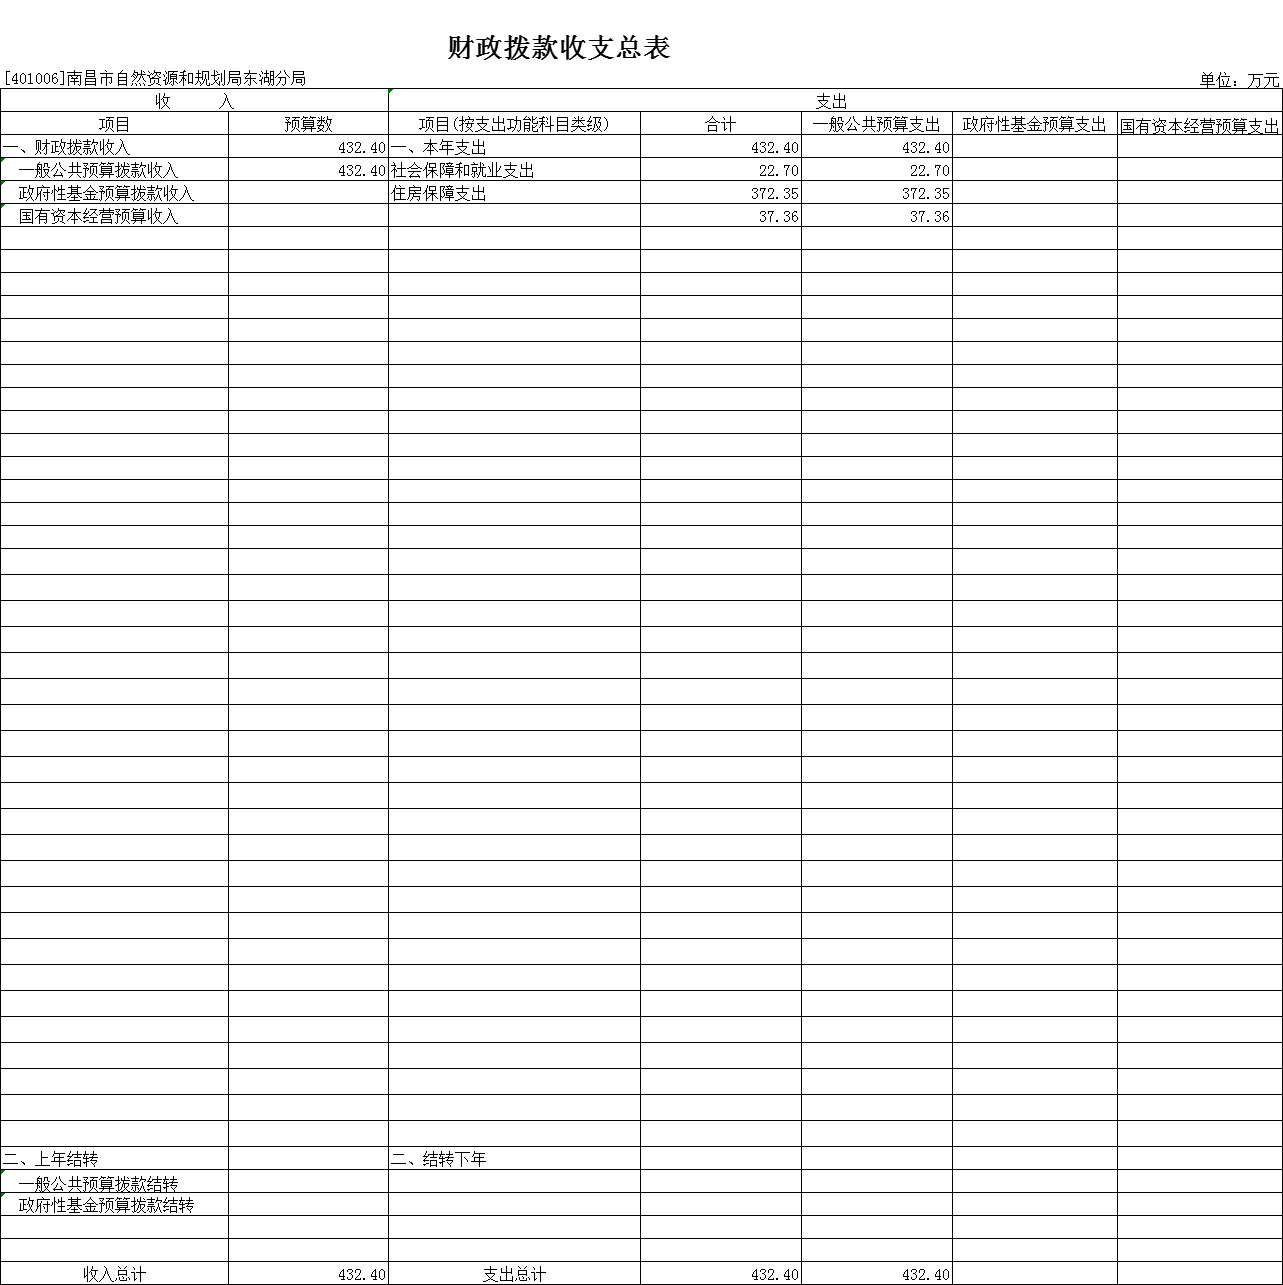 财政拨款收支总表
[401006]南昌市自然资源和规划局东湖分局 单位：万元
收 入 支出
项目 预算数 项目(按支出功能科目类级) 合计 一般公共预算支出 政府性基金预算支出 国有资本经营预算支出
一、财政拨款收入 432.40 一、本年支出 432.40 432.40
一般公共预算拨款收入 432.40 社会保障和就业支出 22.70 22.70
政府性基金预算拨款收入 住房保障支出 372.35 372.35
国有资本经营预算收入 37.36 37.36
二、上年结转 二、结转下年
一般公共预算拨款结转
政府性基金预算拨款结转
收入总计 432.40 支出总计 432.40 432.40